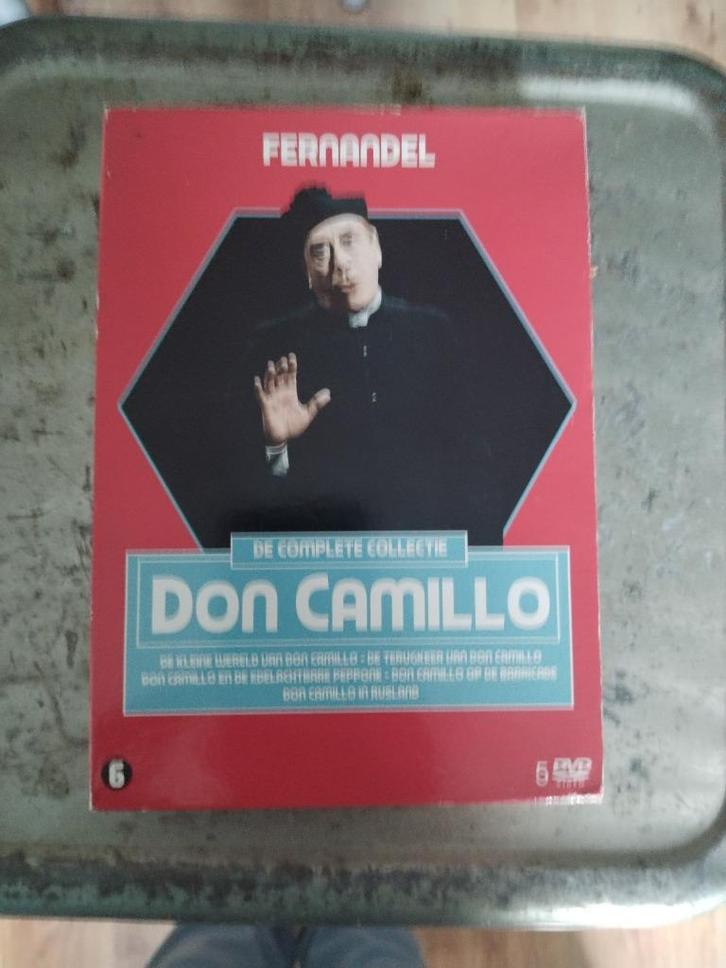 FERNANDEL
DE COMPLETE COLLECTIE
DON CAMILLO
DE KLEINE WERELD VAN DON CAMILLO : DE TERUGKEER VAN DON CAMILLO
DON CAMILLO EN DE EDELACHTBARE PEPPONE : DON CAMILLO OP DE BARRICADE
DON CAMILLO IN RUSLAND
6
5 DVD
VIDEO